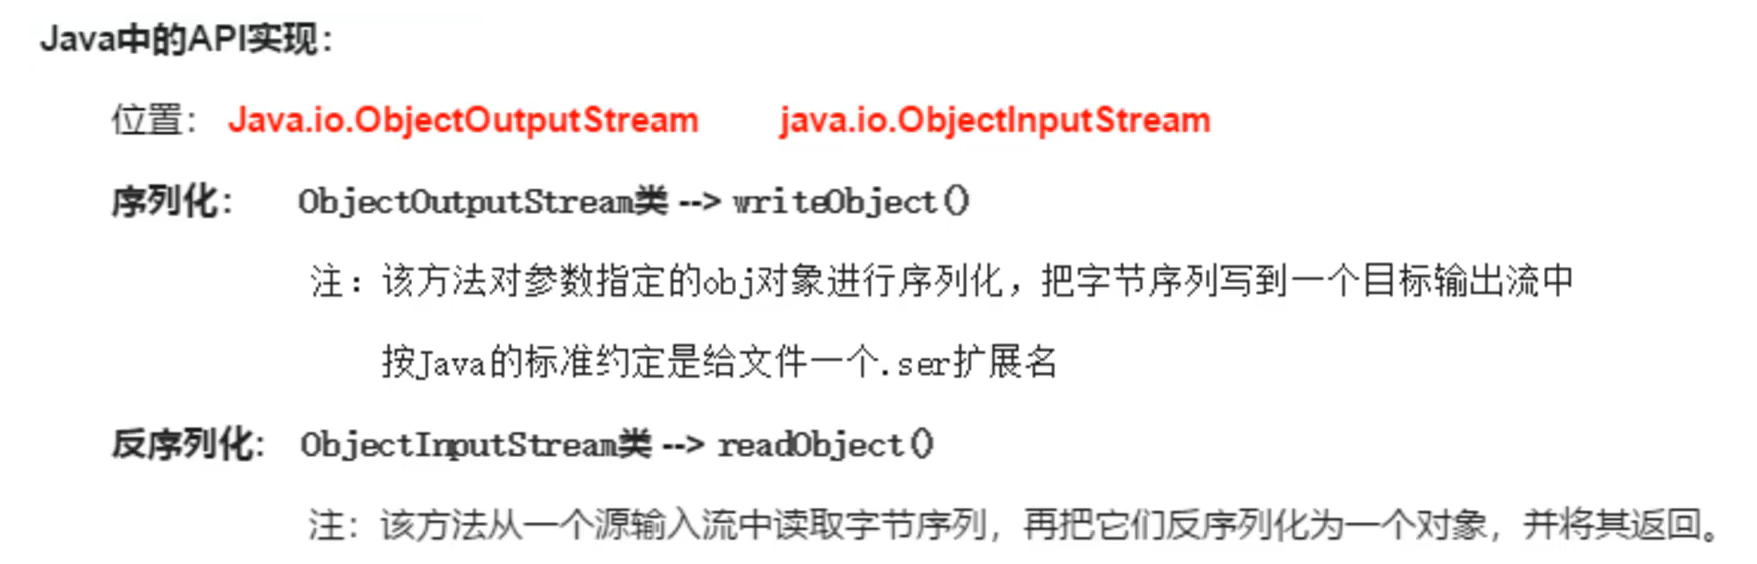 Java中的API实现：
位置： Java.io.ObjectOutputStream java.io.ObjectInputStream
序列化： ObjectOutputStream类 --> writeObject()
注：该方法对参数指定的obj对象进行序列化，把字节序列写到一个目标输出流中
按Java的标准约定是给文件一个.ser扩展名
反序列化： ObjectInputStream类 --> readObject()
注：该方法从一个源输入流中读取字节序列，再把它们反序列化为一个对象，并将其返回。